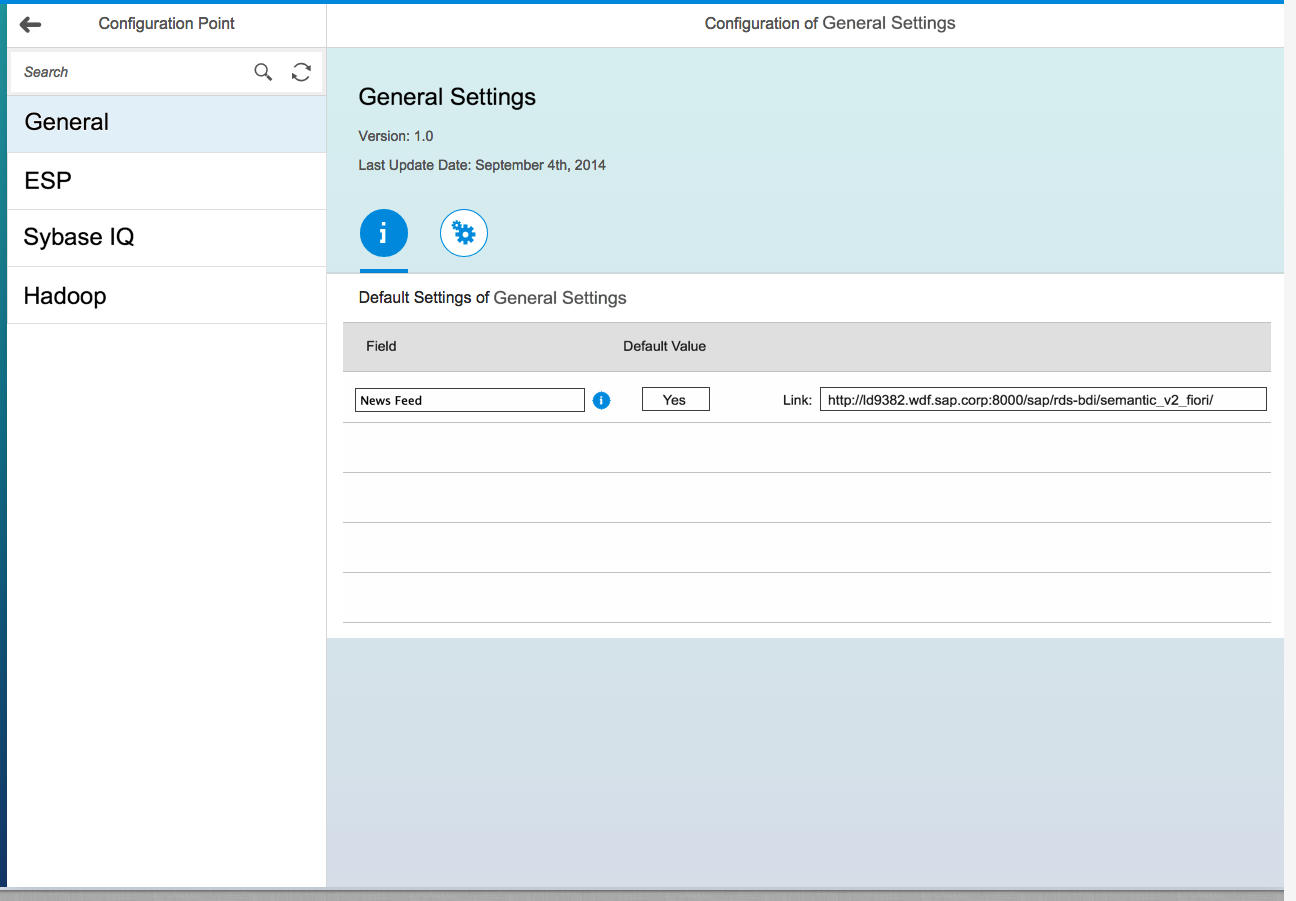 Configuration Point
Configuration of General Settings
Search
General
ESP
Sybase IQ
Hadoop
General Settings
Version: 1.0
Last Update Date: September 4th, 2014
i
Default Settings of General Settings
Field Default Value
News Feed i Yes Link: http://ld9382.wdf.sap.corp:8000/sap/rds-bdi/semantic_v2_fiori/